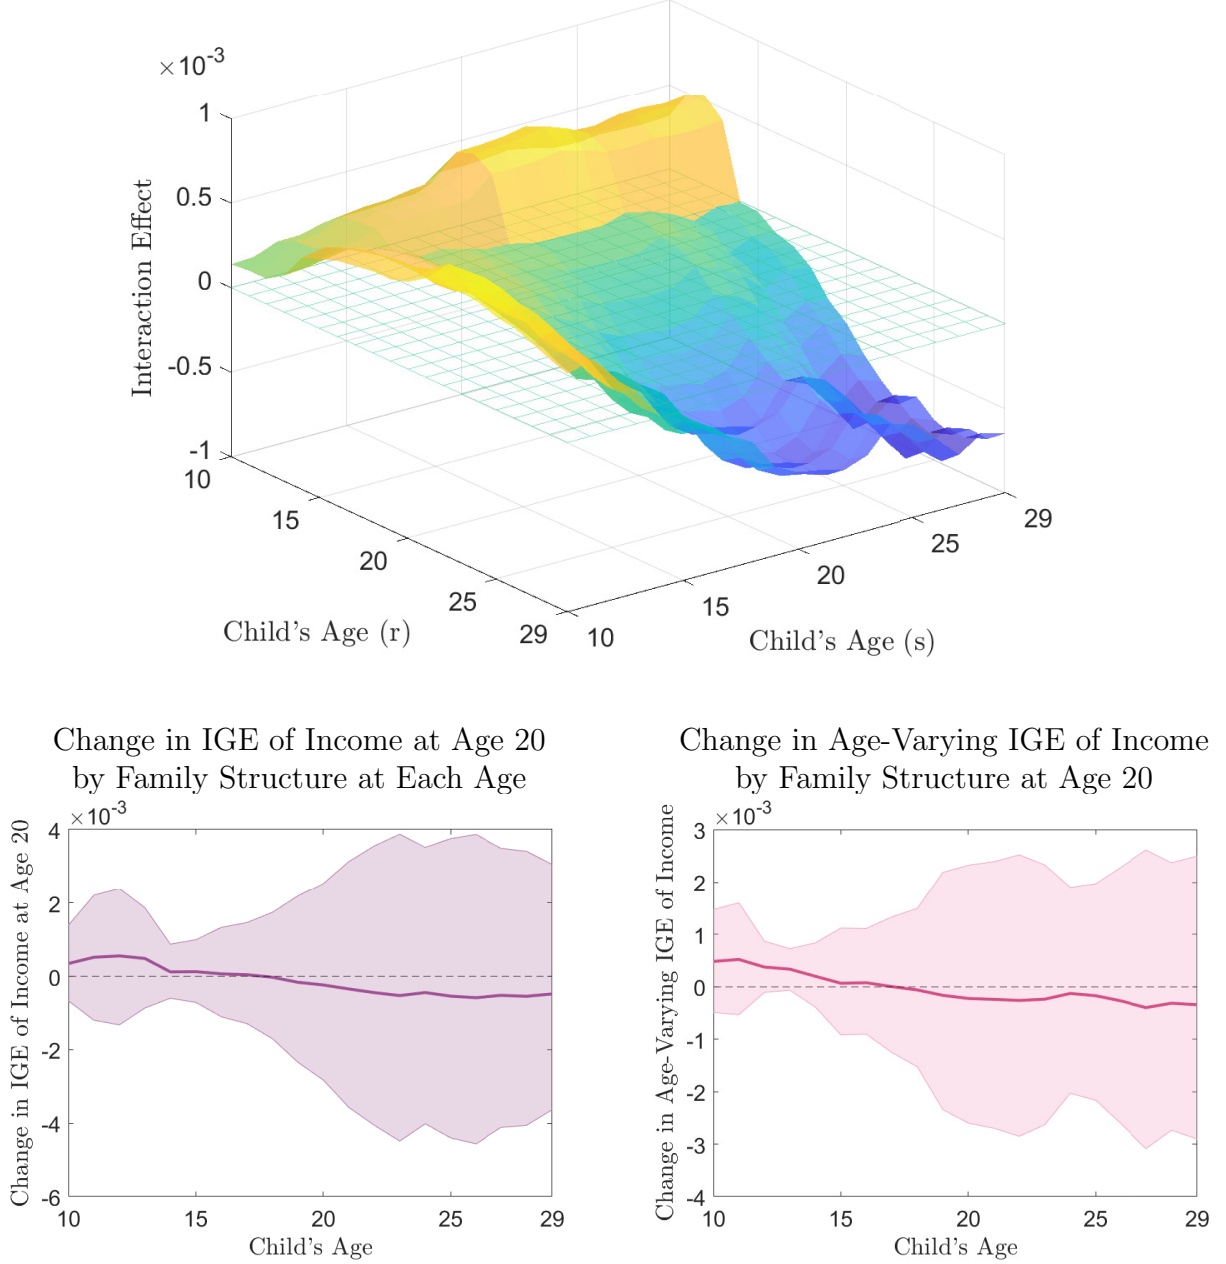 ×10-3
1
0.5
0
-0.5
-1
Interaction Effect
10
15
20
25
29
Child's Age (r)
10
15
20
25
29
Child's Age (s)
Change in IGE of Income at Age 20
by Family Structure at Each Age
×10-3
4
2
0
-2
-4
-6
Change in IGE of Income at Age 20
10 15 20 25 29
Child's Age
Change in Age-Varying IGE of Income
by Family Structure at Age 20
×10-3
3
2
1
0
-1
-2
-3
-4
Change in Age-Varying IGE of Income
10 15 20 25 29
Child's Age